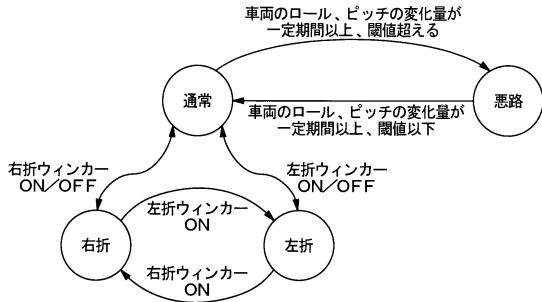 車両のロール、ピッチの変化量が
一定期間以上、閾値超える
通常
悪路
車両のロール、ピッチの変化量が
一定期間以上、閾値以下
右折ウィンカー
ON/OFF
左折ウィンカー
ON/OFF
左折ウィンカー
ON
右折
左折
右折ウィンカー
ON